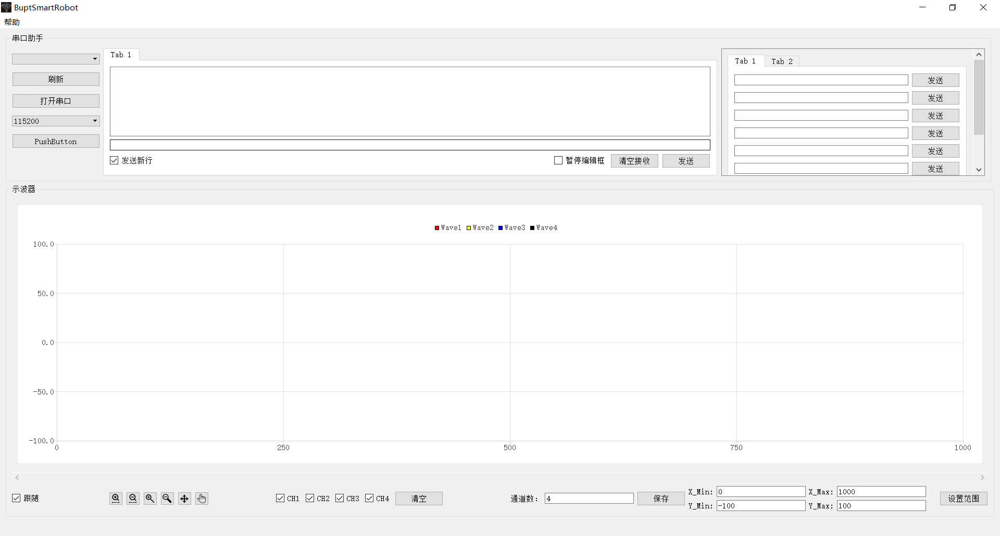 BuptSmartRobot
帮助
串口助手
刷新
打开串口
115200
PushButton
Tab 1
发送新行
暂停编辑框
清空接收
发送
Tab 1 Tab 2
发送
发送
发送
发送
发送
发送
示波器
Wave1 Wave2 Wave3 Wave4
100.0
50.0
0.0
-50.0
-100.0
0 250 500 750 1000
跟随
CH1 CH2 CH3 CH4 清空
通道数: 4 保存
X_Min: 0 X_Max: 1000
Y_Min: -100 Y_Max: 100
设置范围